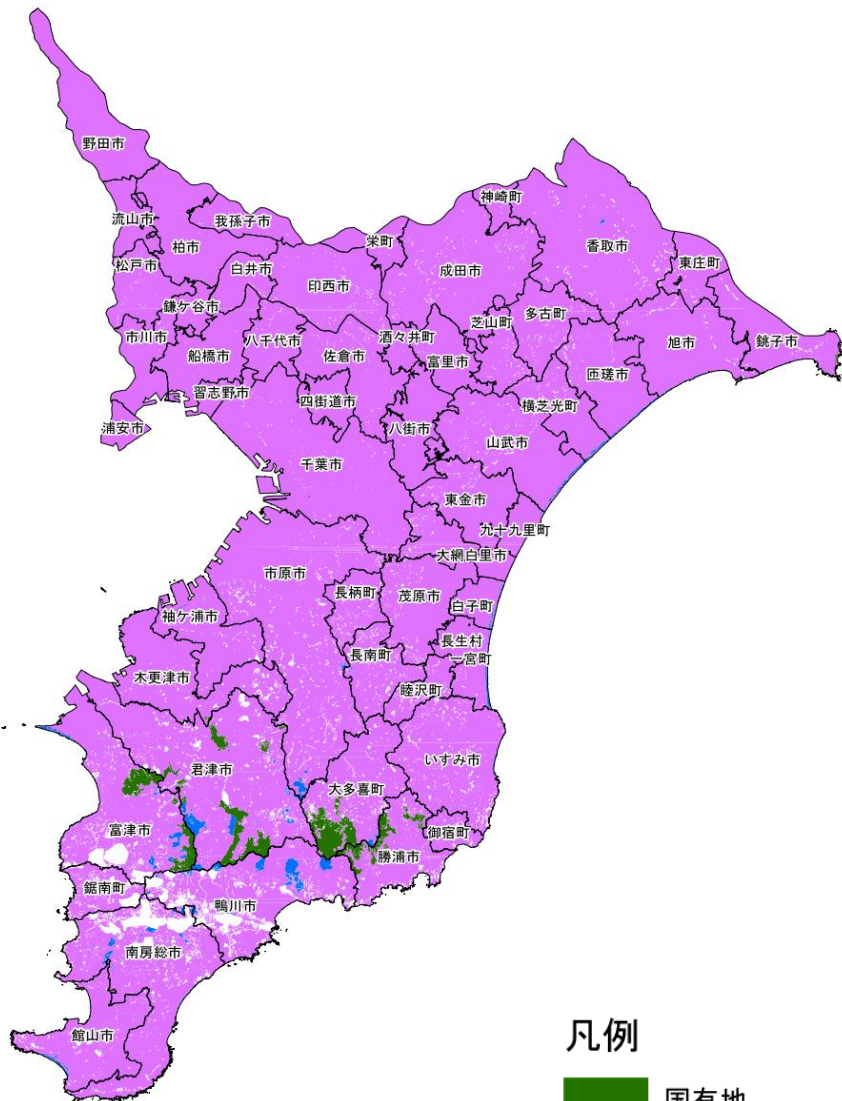 野田市
流山市
我孫子市
柏市
松戸市
白井市
栄町
神崎町
印西市
成田市
香取市
東庄町
鎌ケ谷市
市川市
船橋市
八千代市
佐倉市
酒々井町
富里市
芝山町
多古町
旭市
銚子市
匝瑳市
習志野市
四街道市
浦安市
八街市
横芝光町
山武市
千葉市
東金市
九十九里町
大網白里市
市原市
長柄町
茂原市
白子町
袖ケ浦市
長生村
長南町
一宮町
木更津市
睦沢町
君津市
いすみ市
大多喜町
富津市
御宿町
勝浦市
鋸南町
鴨川市
南房総市
館山市
凡例
国有地